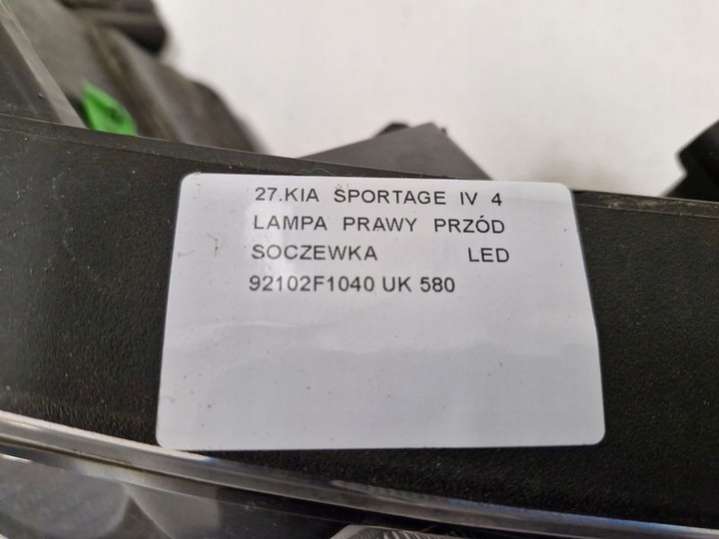 27.KIA SPORTAGE IV 4
LAMPA PRAWY PRZÓD
SOCZEWKA LED
92102F1040 UK 580